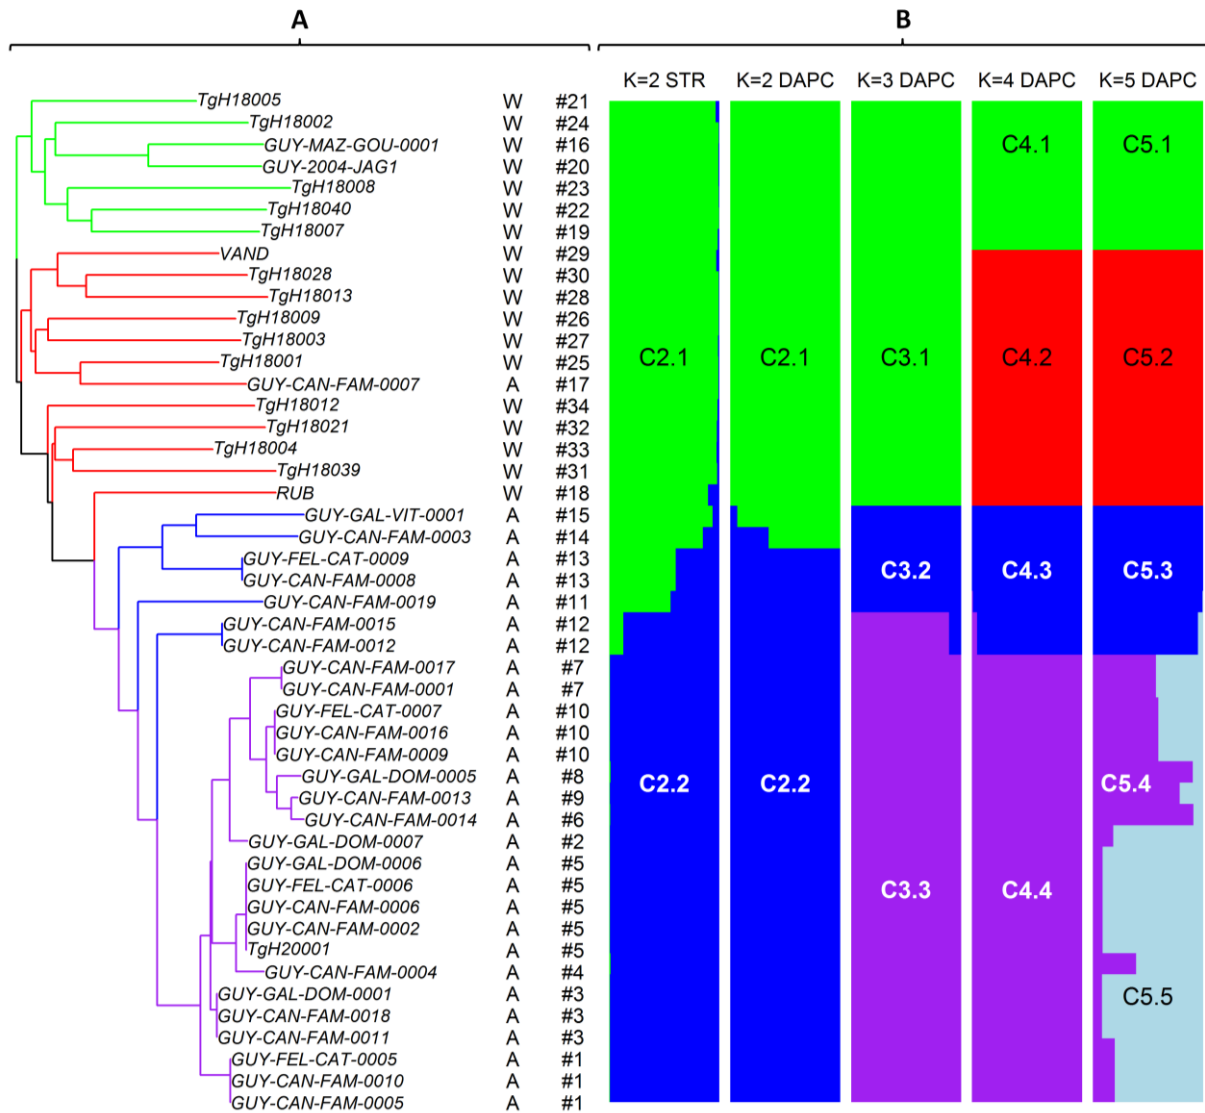 A B
K=2 STR K=2 DAPC K=3 DAPC K=4 DAPC K=5 DAPC
TgH18005 W #21
TgH18002 W #24
GUY-MAZ-GOU-0001 W #16 C4.1 C5.1
GUY-2004-JAG1 W #20
TgH18008 W #23
TgH18040 W #22
TgH18007 W #19
VAND W #29
TgH18028 W #30
TgH18013 W #28
TgH18009 W #26
TgH18003 W #27
TgH18001 W #25 C2.1 C2.1 C3.1 C4.2 C5.2
GUY-CAN-FAM-0007 A #17
TgH18012 W #34
TgH18021 W #32
TgH18004 W #33
TgH18039 W #31
RUB W #18
GUY-GAL-VIT-0001 A #15
GUY-CAN-FAM-0003 A #14
GUY-FEL-CAT-0009 A #13
GUY-CAN-FAM-0008 A #13 C3.2 C4.3 C5.3
GUY-CAN-FAM-0019 A #11
GUY-CAN-FAM-0015 A #12
GUY-CAN-FAM-0012 A #12
GUY-CAN-FAM-0017 A #7
GUY-CAN-FAM-0001 A #7
GUY-FEL-CAT-0007 A #10
GUY-CAN-FAM-0016 A #10
GUY-CAN-FAM-0009 A #10
GUY-GAL-DOM-0005 A #8 C2.2 C2.2 C5.4
GUY-CAN-FAM-0013 A #9
GUY-CAN-FAM-0014 A #6
GUY-GAL-DOM-0007 A #2
GUY-GAL-DOM-0006 A #5
GUY-FEL-CAT-0006 A #5 C3.3 C4.4
GUY-CAN-FAM-0006 A #5
GUY-CAN-FAM-0002 A #5
TgH20001 A #5
GUY-CAN-FAM-0004 A #4
GUY-GAL-DOM-0001 A #3 C5.5
GUY-CAN-FAM-0018 A #3
GUY-CAN-FAM-0011 A #3
GUY-FEL-CAT-0005 A #1
GUY-CAN-FAM-0010 A #1
GUY-CAN-FAM-0005 A #1